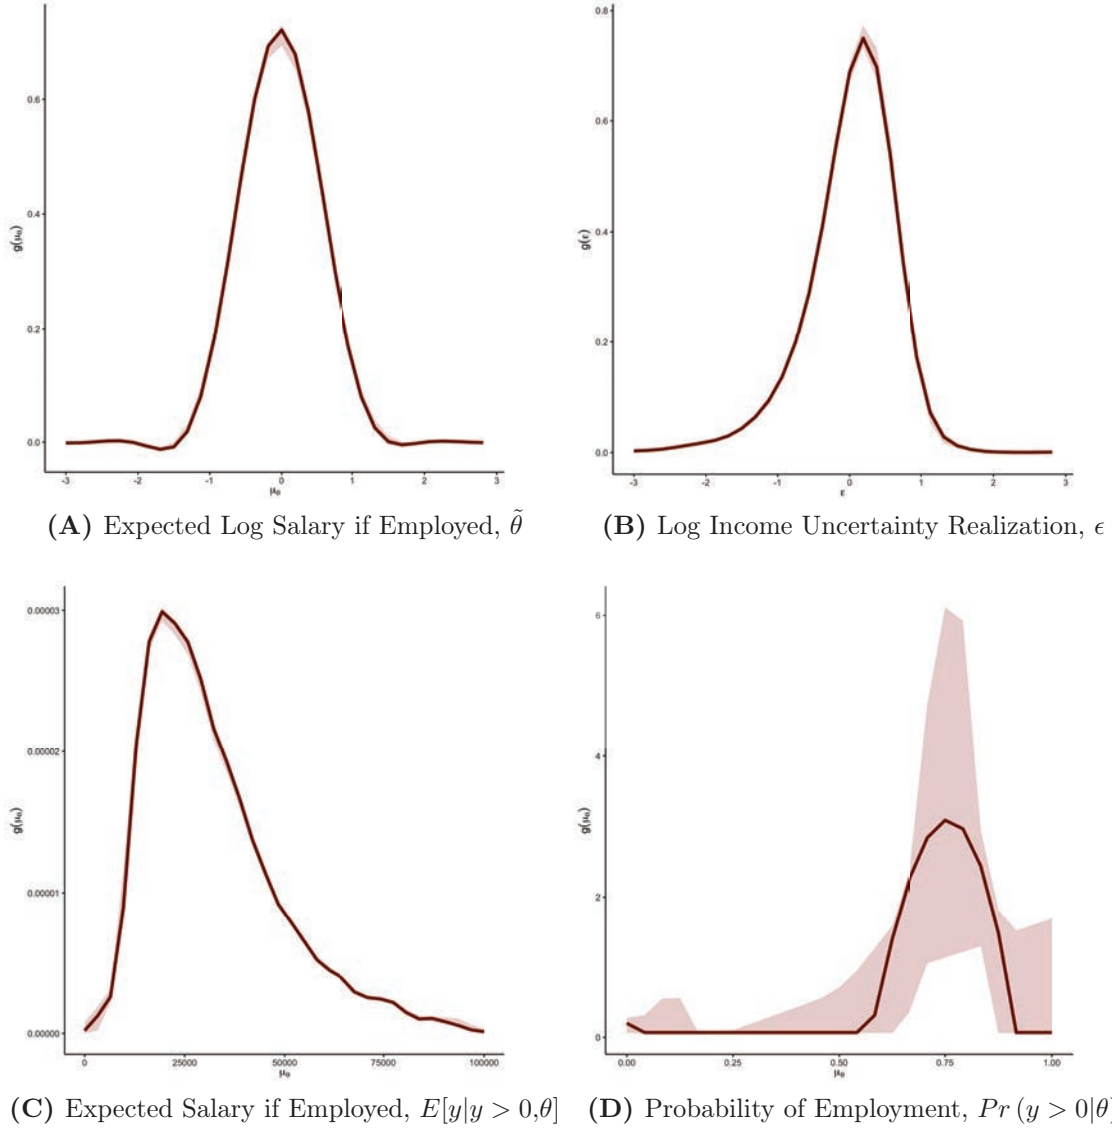 0.6
0.4
0.2
0.0
g(μθ)
-3 -2 -1 0 1 2 3
μθ
(A) Expected Log Salary if Employed, θ̃
0.8
0.6
0.4
0.2
0.0
g(ε)
-3 -2 -1 0 1 2 3
ε
(B) Log Income Uncertainty Realization, ϵ
0.00003
0.00002
0.00001
0.00000
g(μθ)
0 25000 50000 75000 100000
μθ
(C) Expected Salary if Employed, E[y|y > 0,θ]
6
4
2
0
g(μθ)
0.00 0.25 0.50 0.75 1.00
μθ
(D) Probability of Employment, Pr (y > 0|θ)